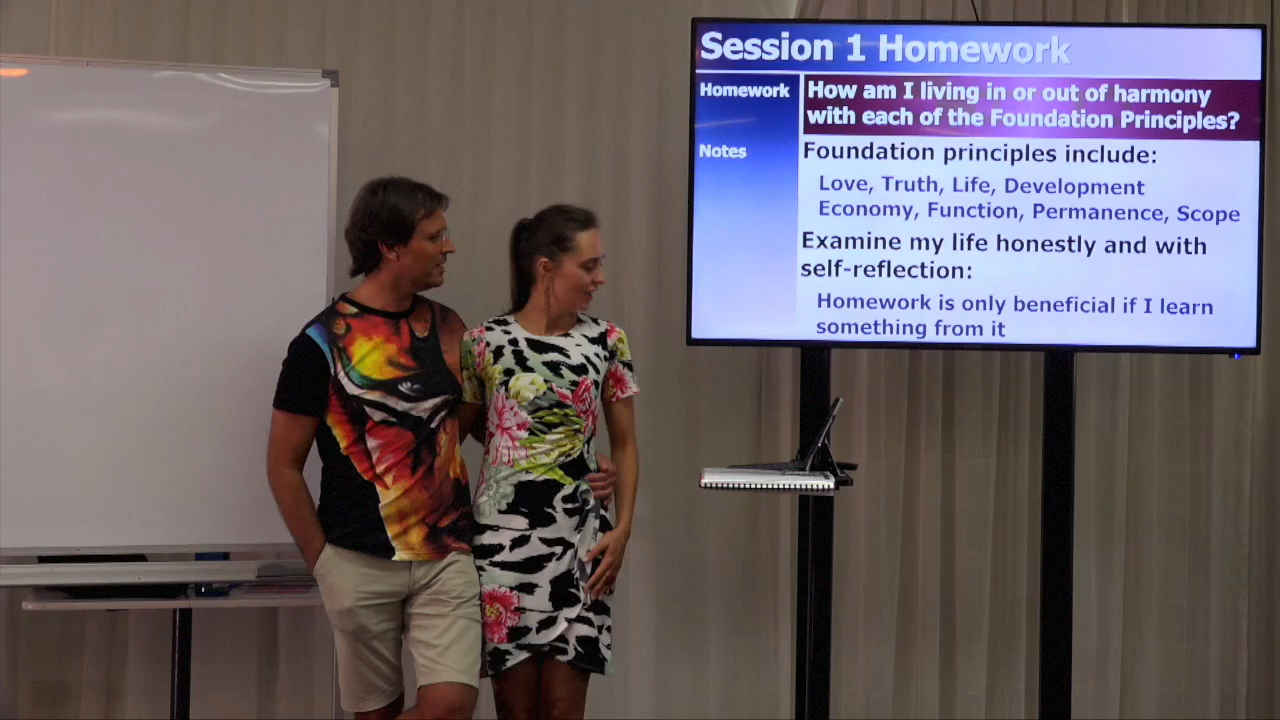 Session 1 Homework
Homework
How am I living in or out of harmony
with each of the Foundation Principles?
Notes
Foundation principles include:
Love, Truth, Life, Development
Economy, Function, Permanence, Scope
Examine my life honestly and with
self-reflection:
Homework is only beneficial if I learn
something from it